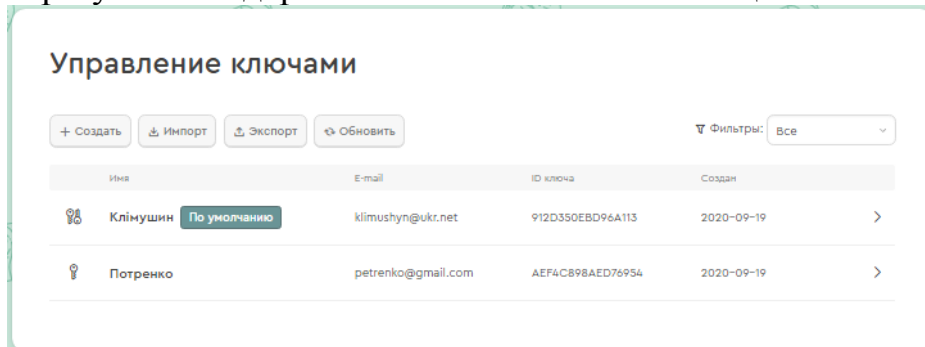 Управление ключами
+ Создать Импорт Экспорт Обновить Фильтры: Все
Имя E-mail ID ключа Создан
Клімушин По умолчанию klimushyn@ukr.net 912D350EBD96A113 2020-09-19
Потренко petrenko@gmail.com AEF4C898AED76954 2020-09-19